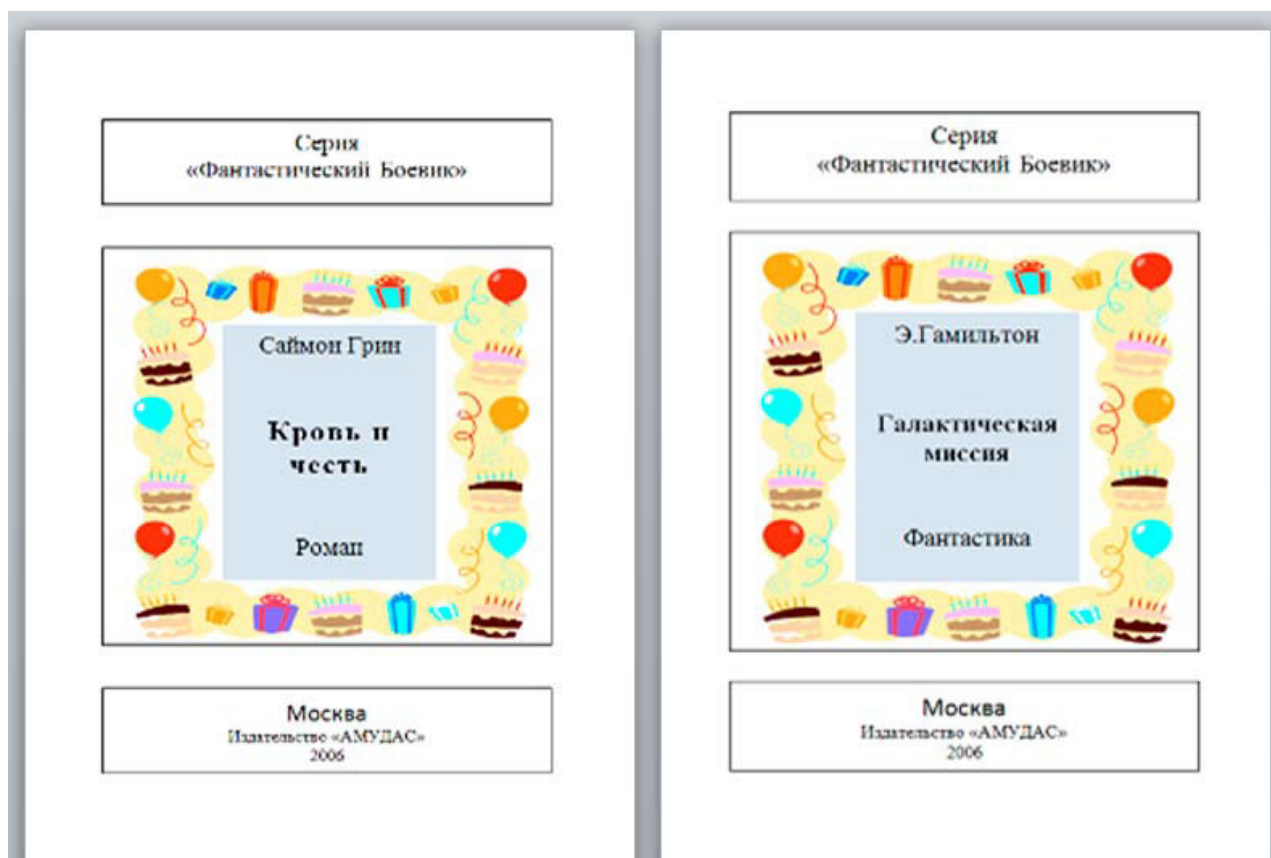 Серия
«Фантастический Боевик»
Саймон Грин
Кровь и
честь
Роман
Москва
Издательство «АМУДАС»
2006
Серия
«Фантастический Боевик»
Э.Гамильтон
Галактическая
миссия
Фантастика
Москва
Издательство «АМУДАС»
2006